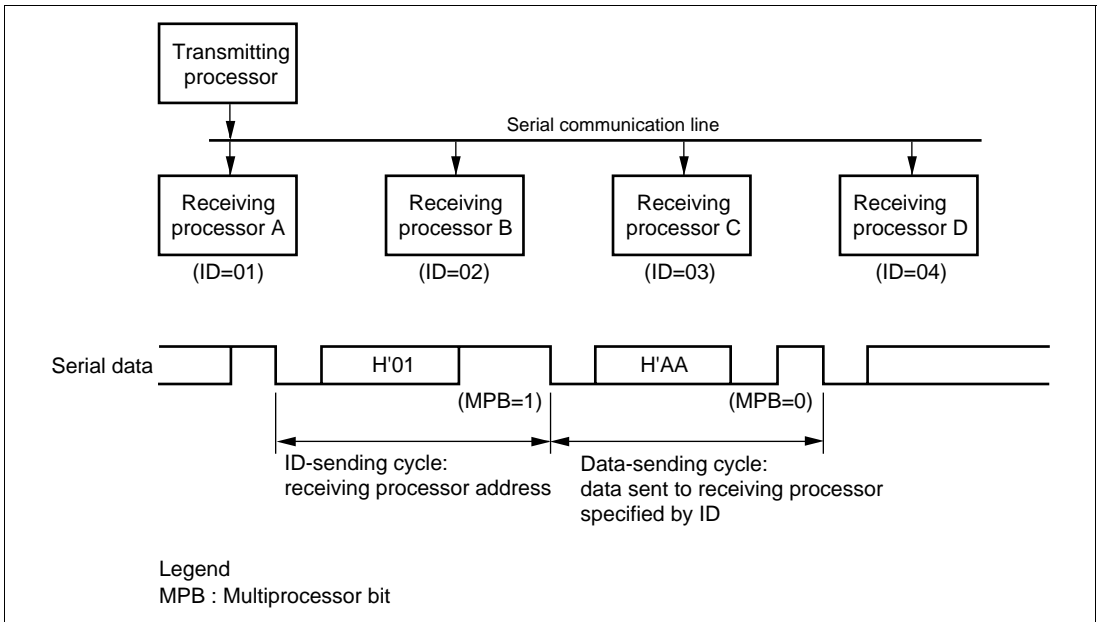 Transmitting
processor
Serial communication line
Receiving
processor A
(ID=01)
Receiving
processor B
(ID=02)
Receiving
processor C
(ID=03)
Receiving
processor D
(ID=04)
Serial data
H'01
H'AA
(MPB=1)
(MPB=0)
ID-sending cycle:
receiving processor address
Data-sending cycle:
data sent to receiving processor
specified by ID
Legend
MPB : Multiprocessor bit